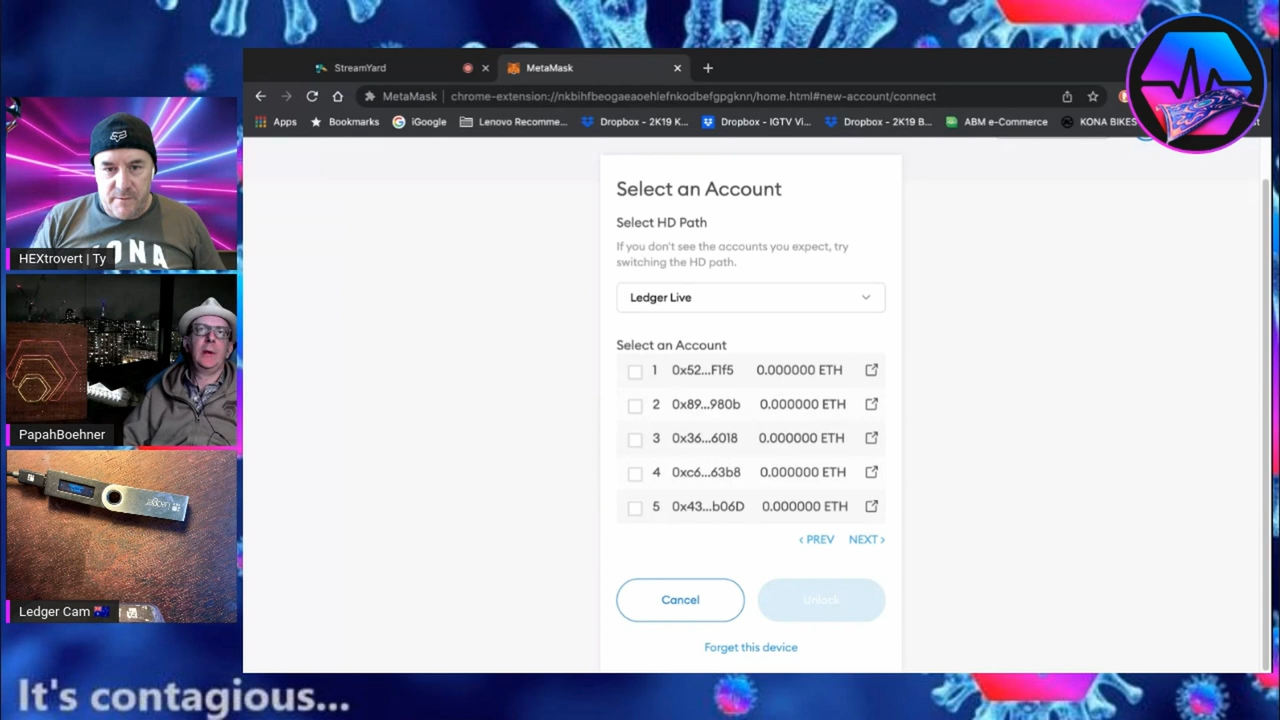 StreamYard
MetaMask
MetaMask
chrome-extension://nkbihfbeogaeaoehlefnkodbefgpgknn/home.html#new-account/connect
Apps
Bookmarks
iGoogle
Lenovo Recomme...
Dropbox - 2K19 K...
Dropbox - IGTV Vi...
Dropbox - 2K19 B...
ABM e-Commerce
KONA BIKES
Select an Account
Select HD Path
If you don't see the accounts you expect, try
switching the HD path.
Ledger Live
Select an Account
1 0x52...F1f5 0.000000 ETH
2 0x89...980b 0.000000 ETH
3 0x36...6018 0.000000 ETH
4 0xc6...63b8 0.000000 ETH
5 0x43...b06D 0.000000 ETH
< PREV NEXT >
Cancel
Unlock
Forget this device
ONA
HEXtrovert | Ty
PapahBoehner
Ledger
Ledger Cam
It's contagious...